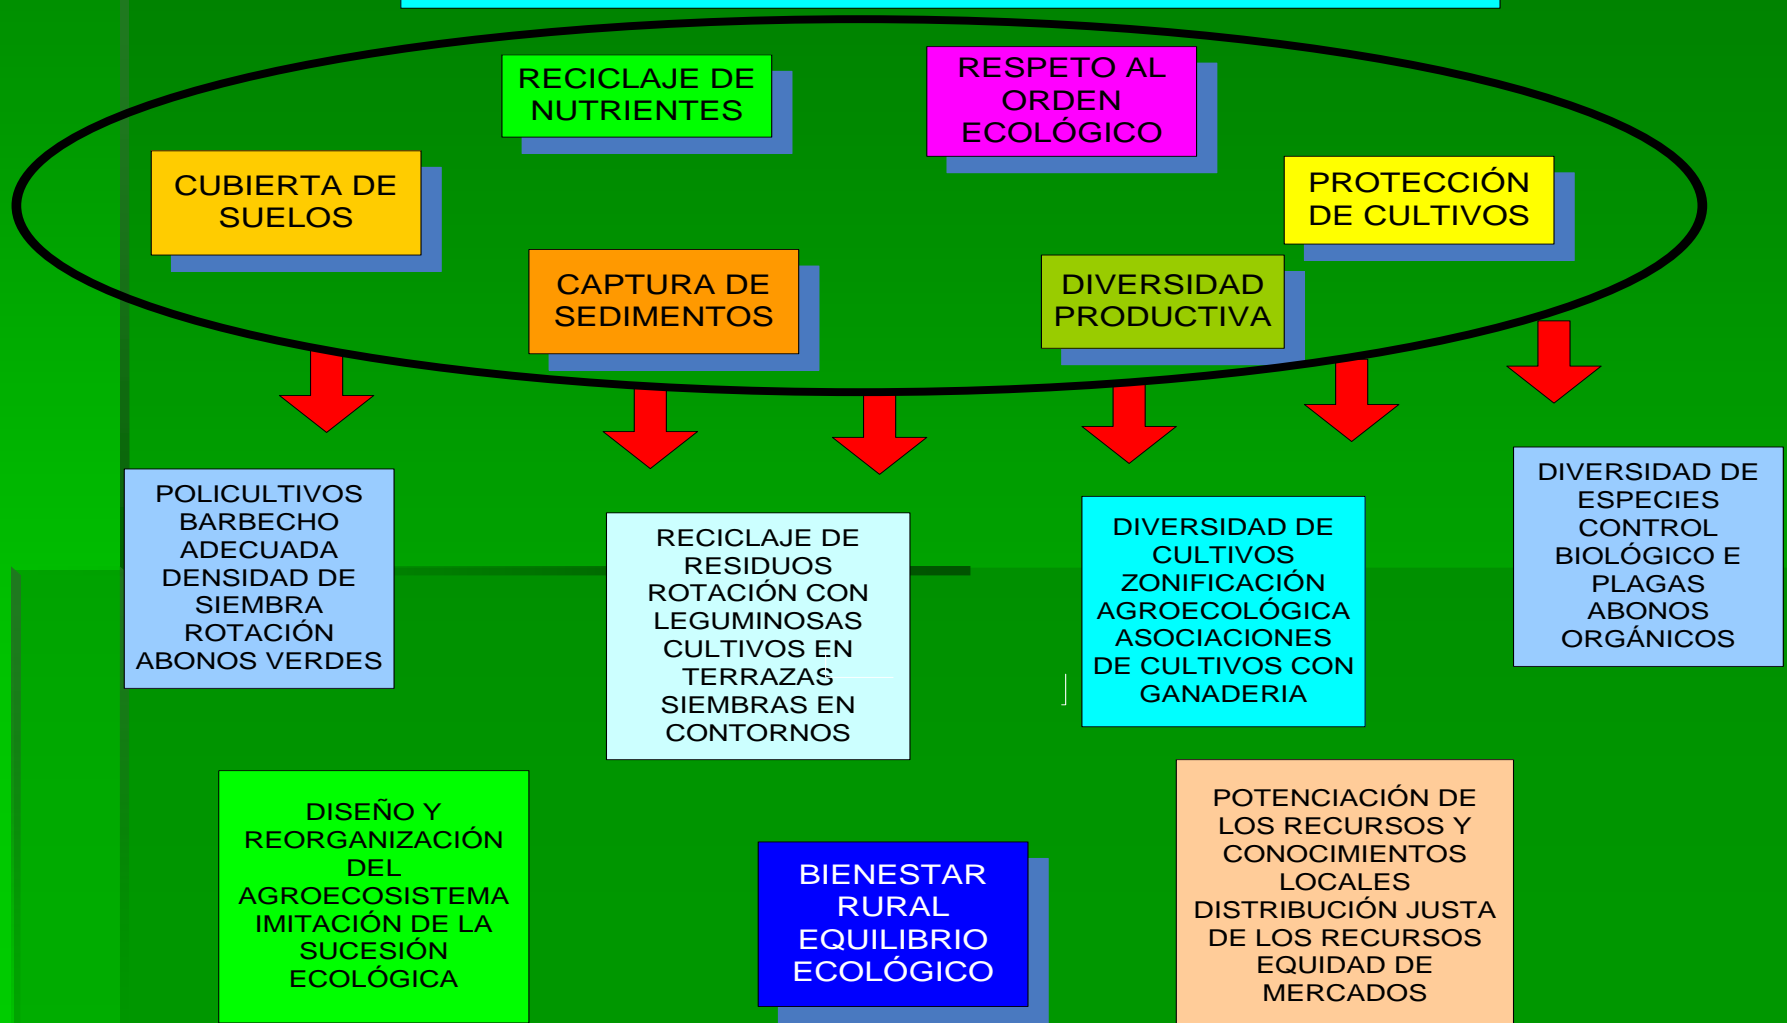 RECICLAJE DE
NUTRIENTES
RESPETO AL
ORDEN
ECOLÓGICO
CUBIERTA DE
SUELOS
PROTECCIÓN
DE CULTIVOS
CAPTURA DE
SEDIMENTOS
DIVERSIDAD
PRODUCTIVA
POLICULTIVOS
BARBECHO
ADECUADA
DENSIDAD DE
SIEMBRA
ROTACIÓN
ABONOS VERDES
RECICLAJE DE
RESIDUOS
ROTACIÓN CON
LEGUMINOSAS
CULTIVOS EN
TERRAZAS
SIEMBRAS EN
CONTORNOS
DIVERSIDAD DE
CULTIVOS
ZONIFICACIÓN
AGROECOLÓGICA
ASOCIACIONES
DE CULTIVOS CON
GANADERIA
DIVERSIDAD DE
ESPECIES
CONTROL
BIOLÓGICO E
PLAGAS
ABONOS
ORGÁNICOS
DISEÑO Y
REORGANIZACIÓN
DEL
AGROECOSISTEMA
IMITACIÓN DE LA
SUCESIÓN
ECOLÓGICA
BIENESTAR
RURAL
EQUILIBRIO
ECOLÓGICO
POTENCIACIÓN DE
LOS RECURSOS Y
CONOCIMIENTOS
LOCALES
DISTRIBUCIÓN JUSTA
DE LOS RECURSOS
EQUIDAD DE
MERCADOS